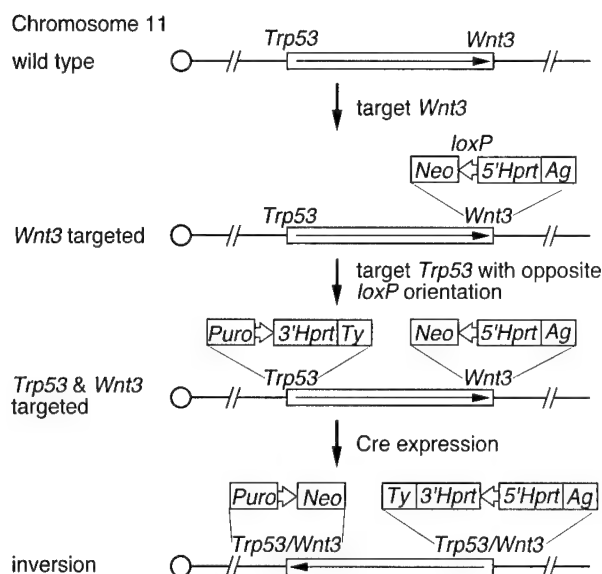 Chromosome 11
wild type
Trp53 Wnt3
target Wnt3
loxP
Neo 5'Hprt Ag
Wnt3 targeted
Trp53 Wnt3
target Trp53 with opposite
loxP orientation
Puro 3'Hprt Ty Neo 5'Hprt Ag
Trp53 & Wnt3
targeted
Trp53 Wnt3
Cre expression
Puro Neo Ty 3'Hprt 5'Hprt Ag
Trp53/Wnt3 Trp53/Wnt3
inversion